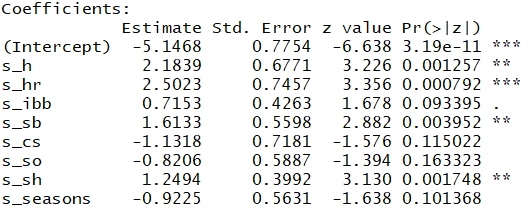 Coefficients:
Estimate Std. Error z value Pr(>|z|)
(Intercept) -5.1468 0.7754 -6.638 3.19e-11 ***
s_h 2.1839 0.6771 3.226 0.001257 **
s_hr 2.5023 0.7457 3.356 0.000792 ***
s_ibb 0.7153 0.4263 1.678 0.093395 .
s_sb 1.6133 0.5598 2.882 0.003952 **
s_cs -1.1318 0.7181 -1.576 0.115022
s_so -0.8206 0.5887 -1.394 0.163323
s_sh 1.2494 0.3992 3.130 0.001748 **
s_seasons -0.9225 0.5631 -1.638 0.101368